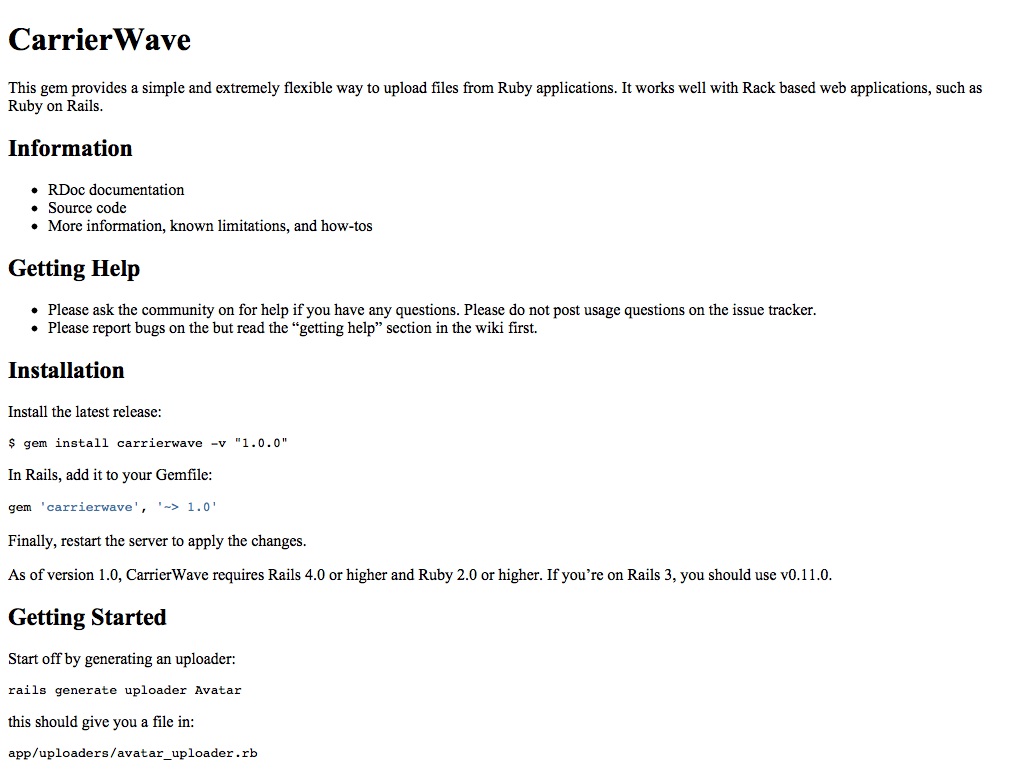 CarrierWave
This gem provides a simple and extremely flexible way to upload files from Ruby applications. It works well with Rack based web applications, such as
Ruby on Rails.
Information
• RDoc documentation
• Source code
• More information, known limitations, and how-tos
Getting Help
• Please ask the community on for help if you have any questions. Please do not post usage questions on the issue tracker.
• Please report bugs on the but read the “getting help” section in the wiki first.
Installation
Install the latest release:
$ gem install carrierwave -v "1.0.0"
In Rails, add it to your Gemfile:
gem 'carrierwave', '~> 1.0'
Finally, restart the server to apply the changes.
As of version 1.0, CarrierWave requires Rails 4.0 or higher and Ruby 2.0 or higher. If you’re on Rails 3, you should use v0.11.0.
Getting Started
Start off by generating an uploader:
rails generate uploader Avatar
this should give you a file in:
app/uploaders/avatar_uploader.rb